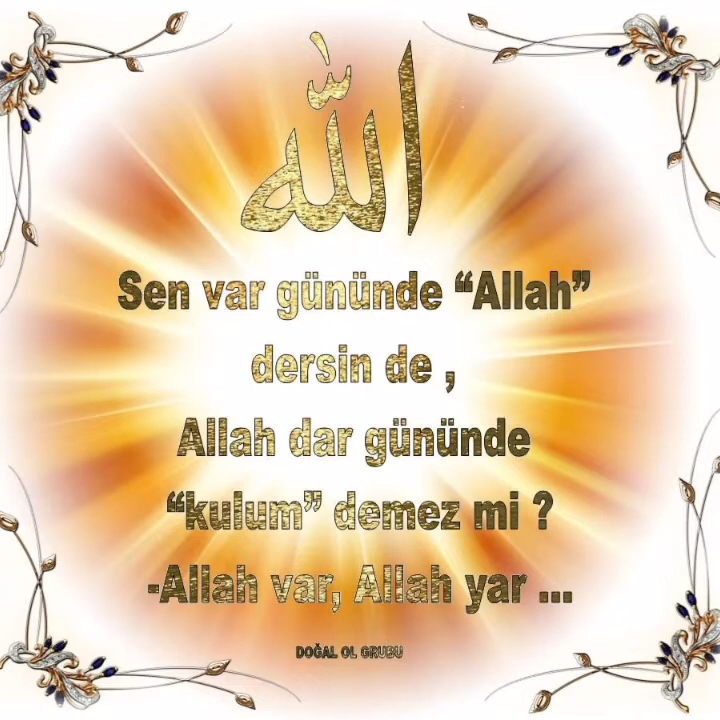 الله
Sen var gününde “Allah”
dersin de ,
Allah dar gününde
“kulum” demez mi ?
-Allah var, Allah yar ...
DOĞAL OL GRUBU